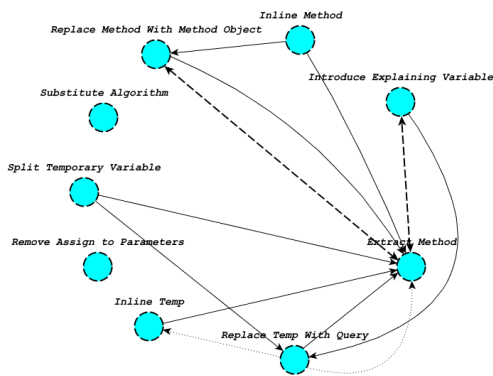 Inline Method
Replace Method With Method Object
Introduce Explaining Variable
Substitute Algorithm
Split Temporary Variable
Remove Assign to Parameters
Extract Method
Inline Temp
Replace Temp With Query